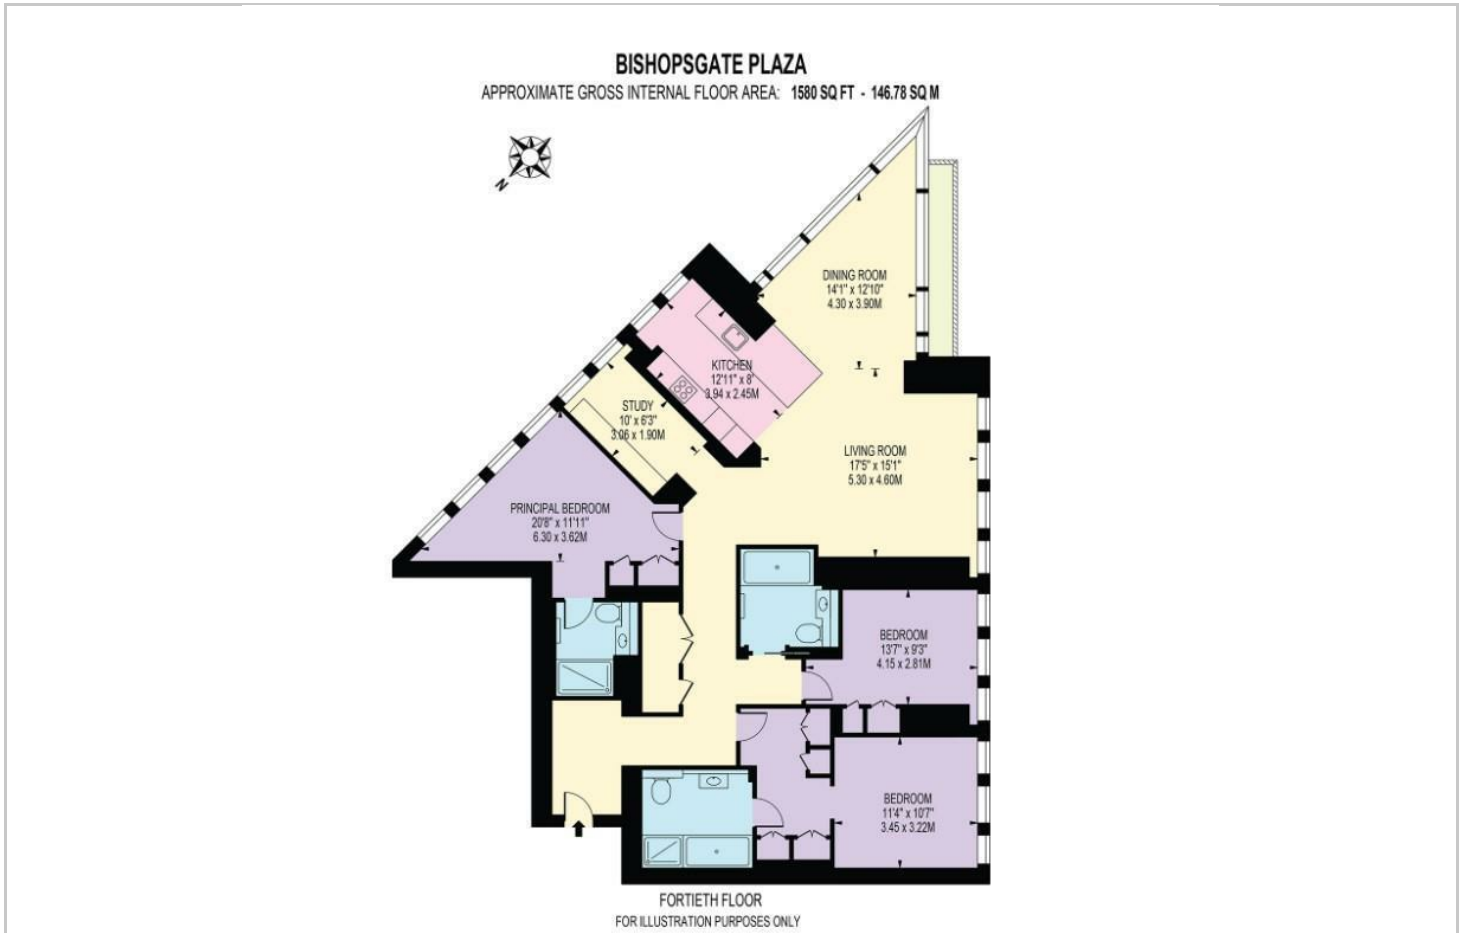 BISHOPSGATE PLAZA
APPROXIMATE GROSS INTERNAL FLOOR AREA: 1580 SQ FT - 146.78 SQ M
N
DINING ROOM
14'1" x 12'10"
4.30 x 3.90M
KITCHEN
12'11" x 8'
3.94 x 2.45M
STUDY
10' x 6'3"
3.06 x 1.90M
LIVING ROOM
17'5" x 15'1"
5.30 x 4.60M
PRINCIPAL BEDROOM
20'8" x 11'11"
6.30 x 3.62M
BEDROOM
13'7" x 9'3"
4.15 x 2.81M
BEDROOM
11'4" x 10'7"
3.45 x 3.22M
FORTIETH FLOOR
FOR ILLUSTRATION PURPOSES ONLY